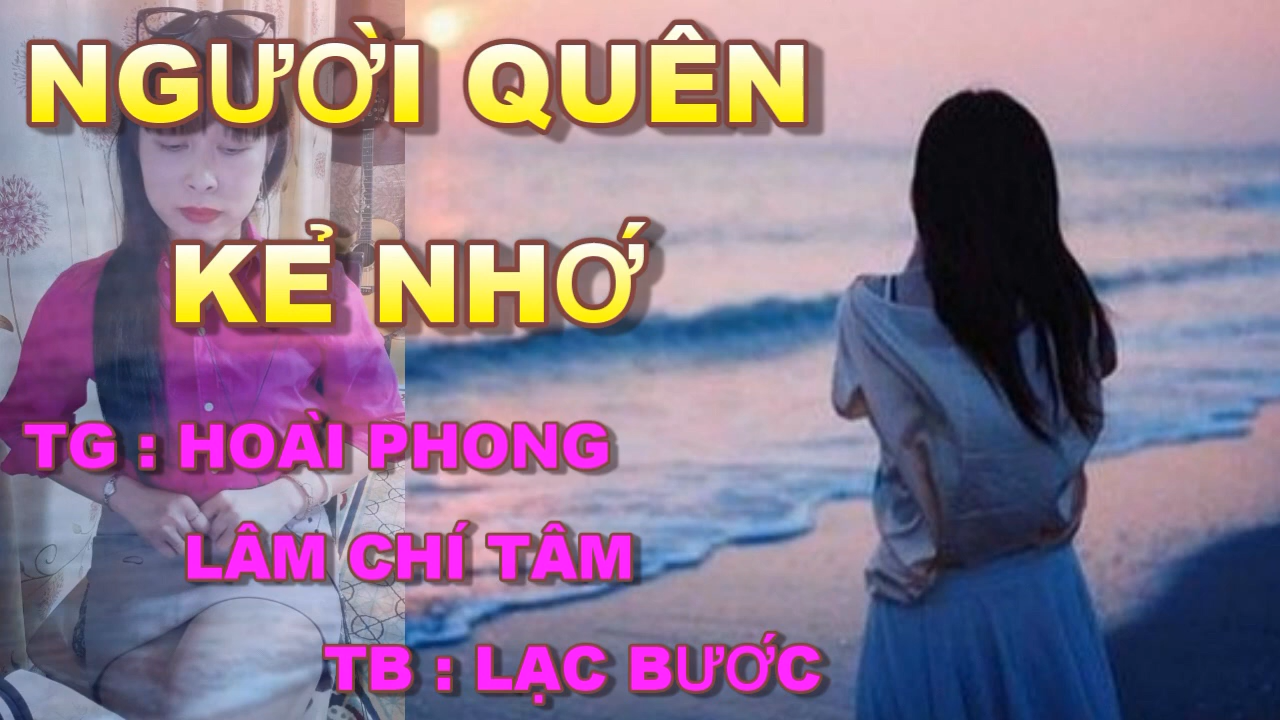 NGƯỜI QUÊN
KẺ NHỚ
TG : HOÀI PHONG
LÂM CHÍ TÂM
TB : LẠC BƯỚC